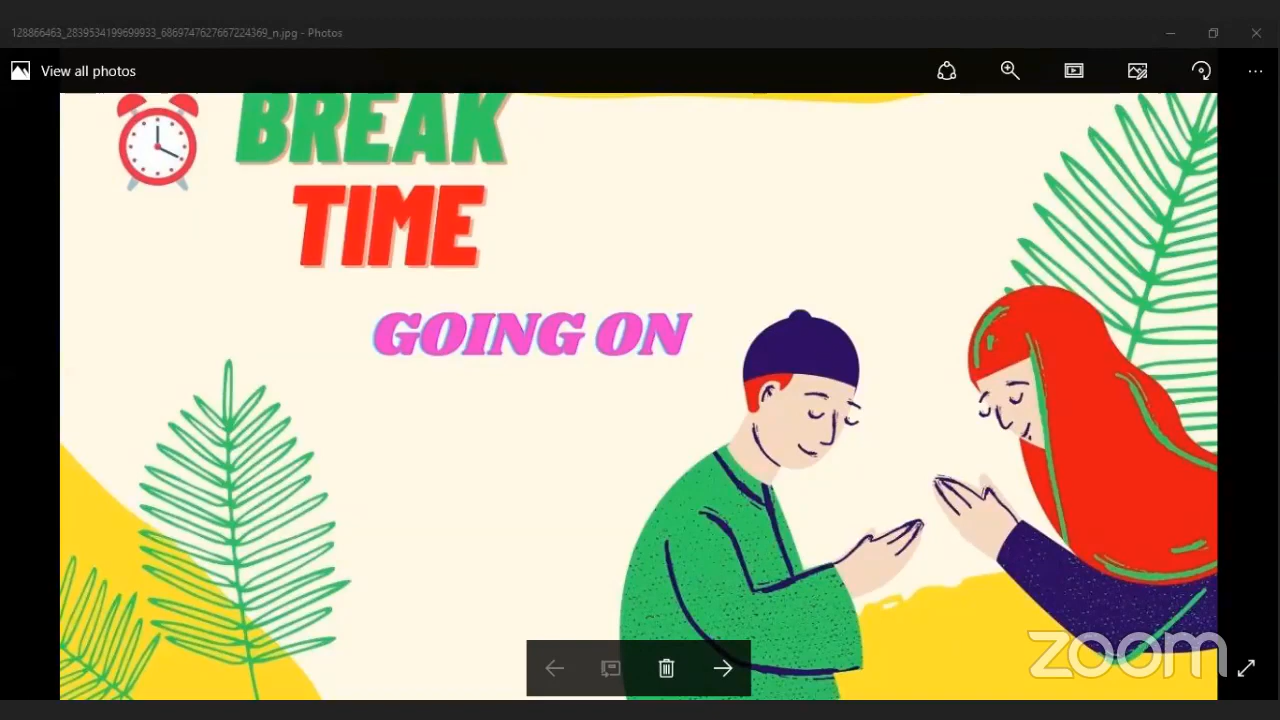 128866463_2839534199699933_6869747627667224369_n.jpg - Photos
View all photos
BREAK
TIME
GOING ON
zoom